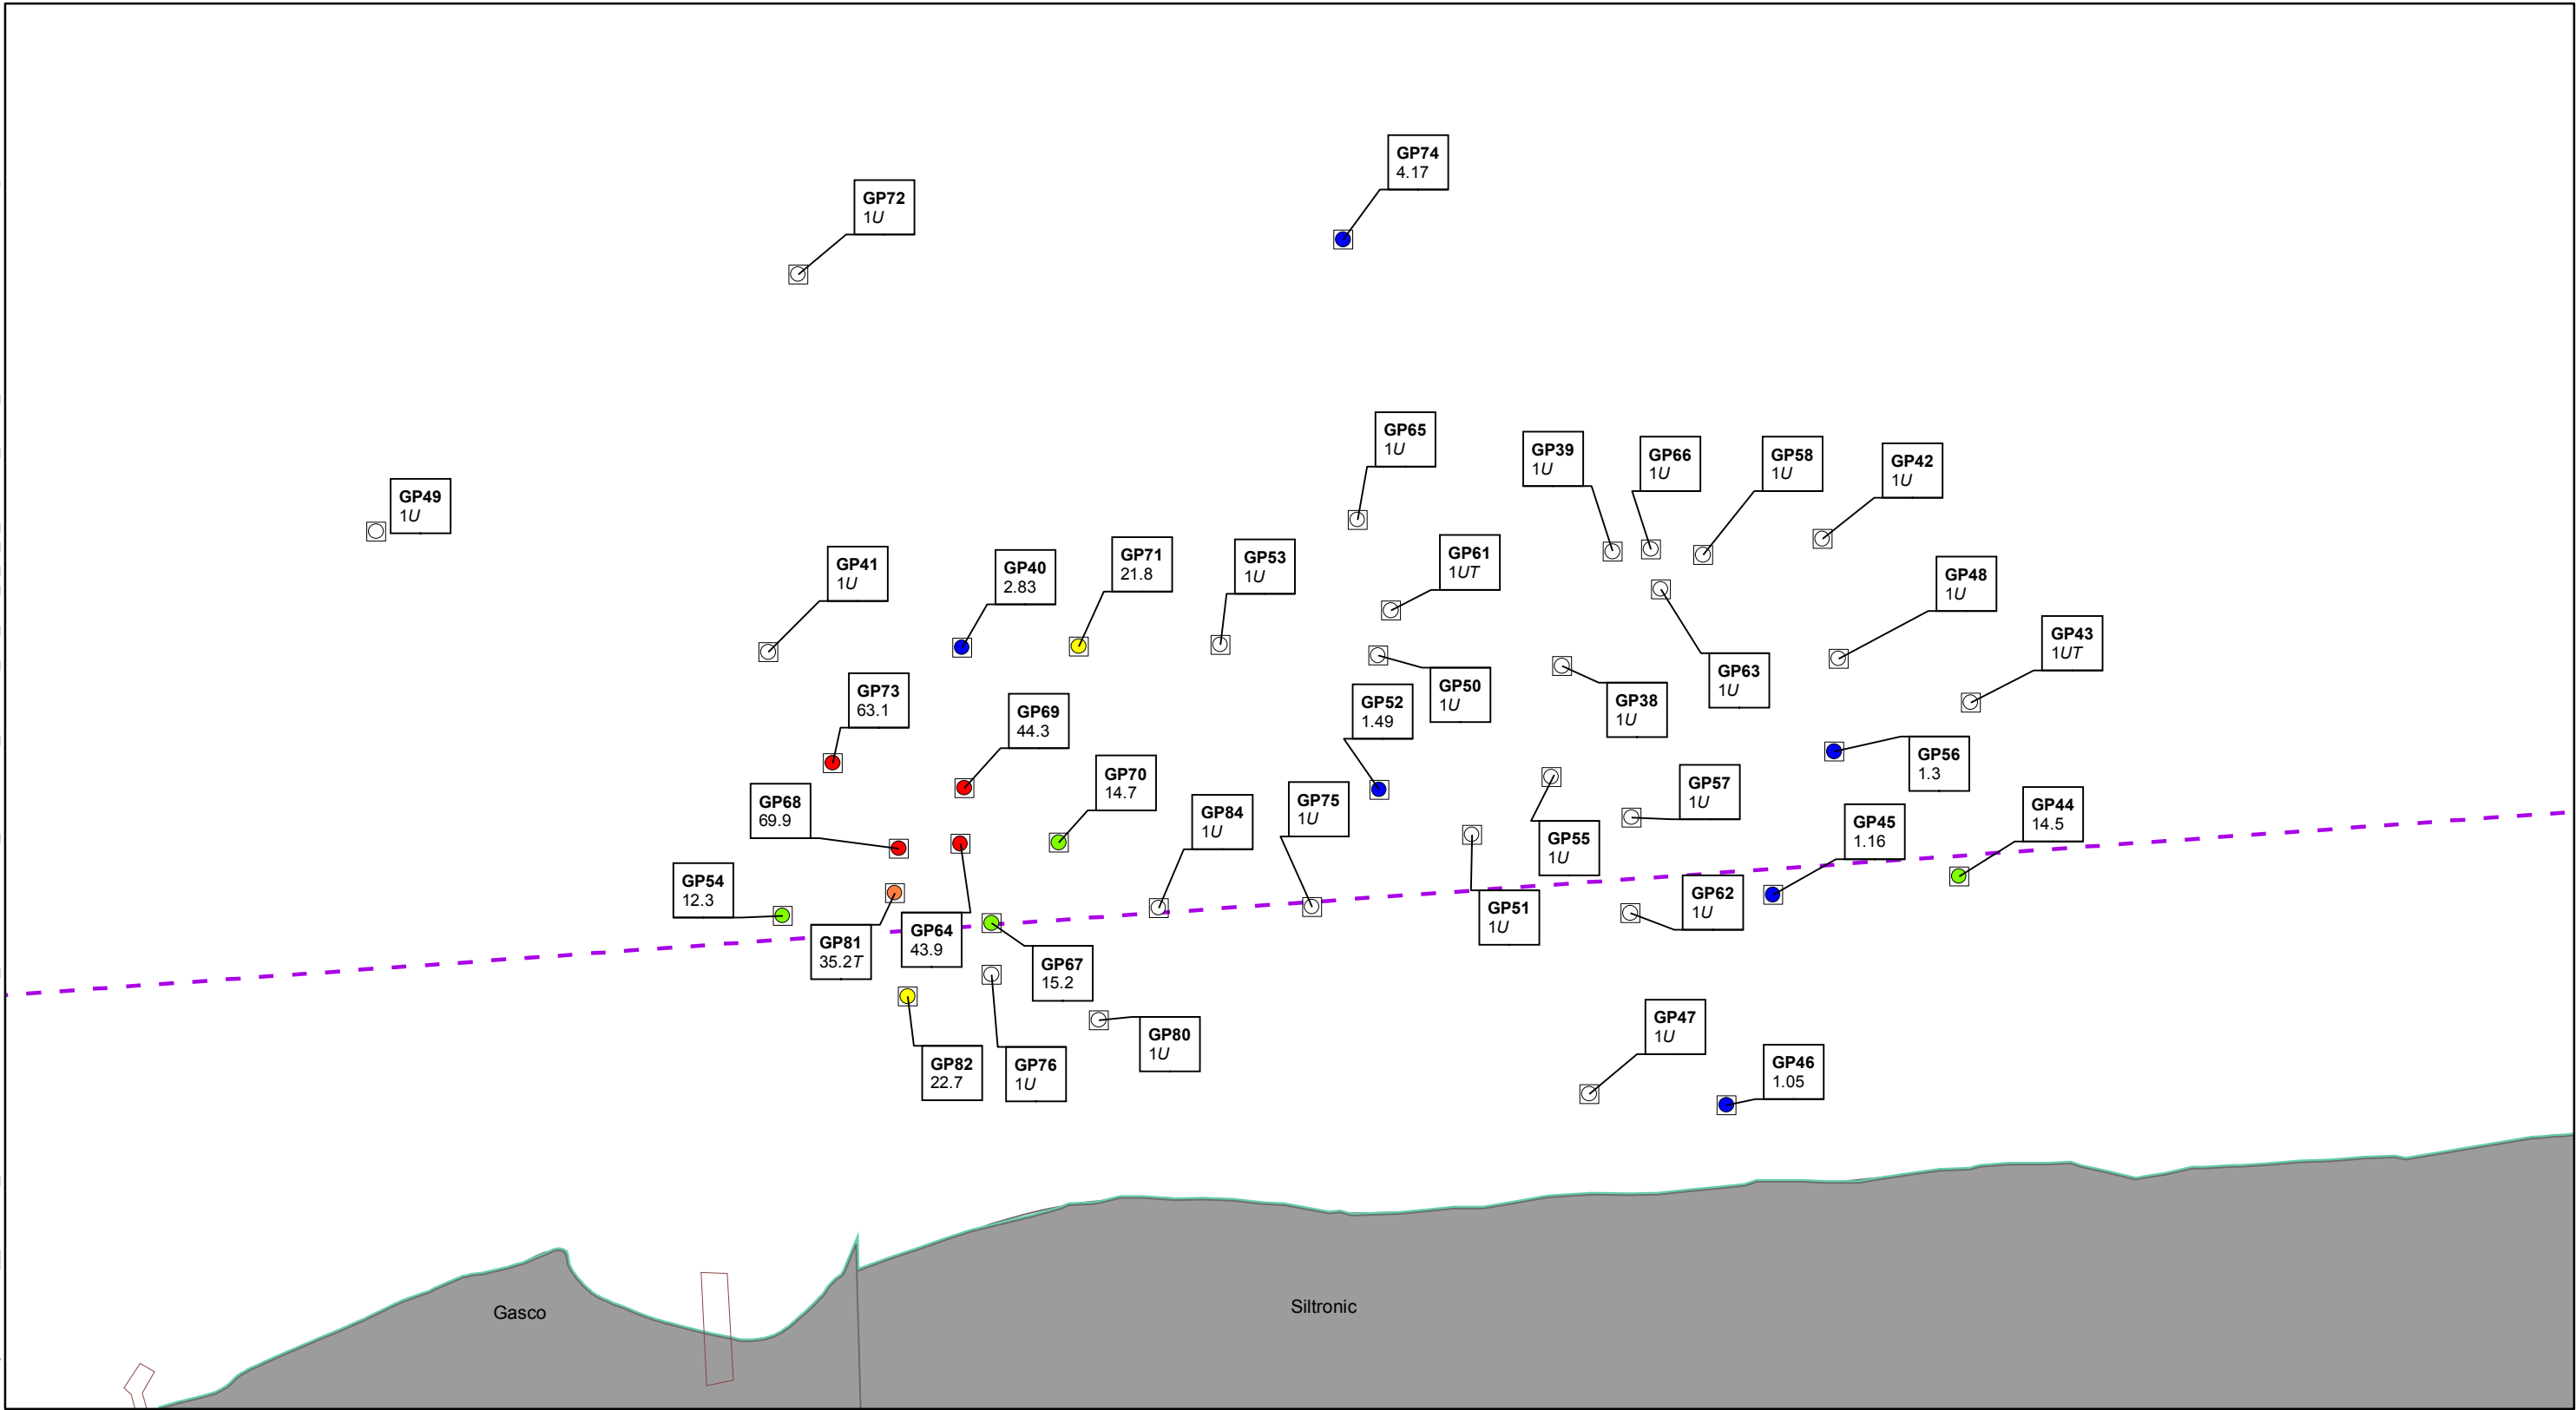 GP74
4.17
GP72
1U
GP65
1U
GP39
1U
GP66
1U
GP58
1U
GP42
1U
GP49
1U
GP41
1U
GP40
2.83
GP71
21.8
GP53
1U
GP61
1UT
GP48
1U
GP43
1UT
GP63
1U
GP50
1U
GP38
1U
GP73
63.1
GP69
44.3
GP52
1.49
GP56
1.3
GP70
14.7
GP68
69.9
GP84
1U
GP75
1U
GP57
1U
GP55
1U
GP45
1.16
GP44
14.5
GP54
12.3
GP81
35.2T
GP64
43.9
GP67
15.2
GP51
1U
GP62
1U
GP82
22.7
GP76
1U
GP80
1U
GP47
1U
GP46
1.05
Gasco
Siltronic